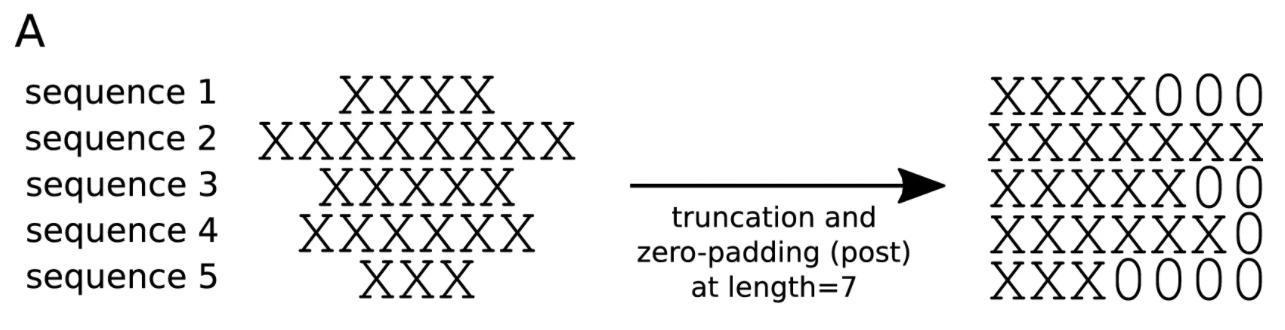 A
sequence 1 XXXX XXXX000
sequence 2 XXXXXXXX XXXXXXX
sequence 3 XXXXX XXXXX00
sequence 4 XXXXXX XXXXXX0
sequence 5 XXX XXX0000
truncation and
zero-padding (post)
at length=7